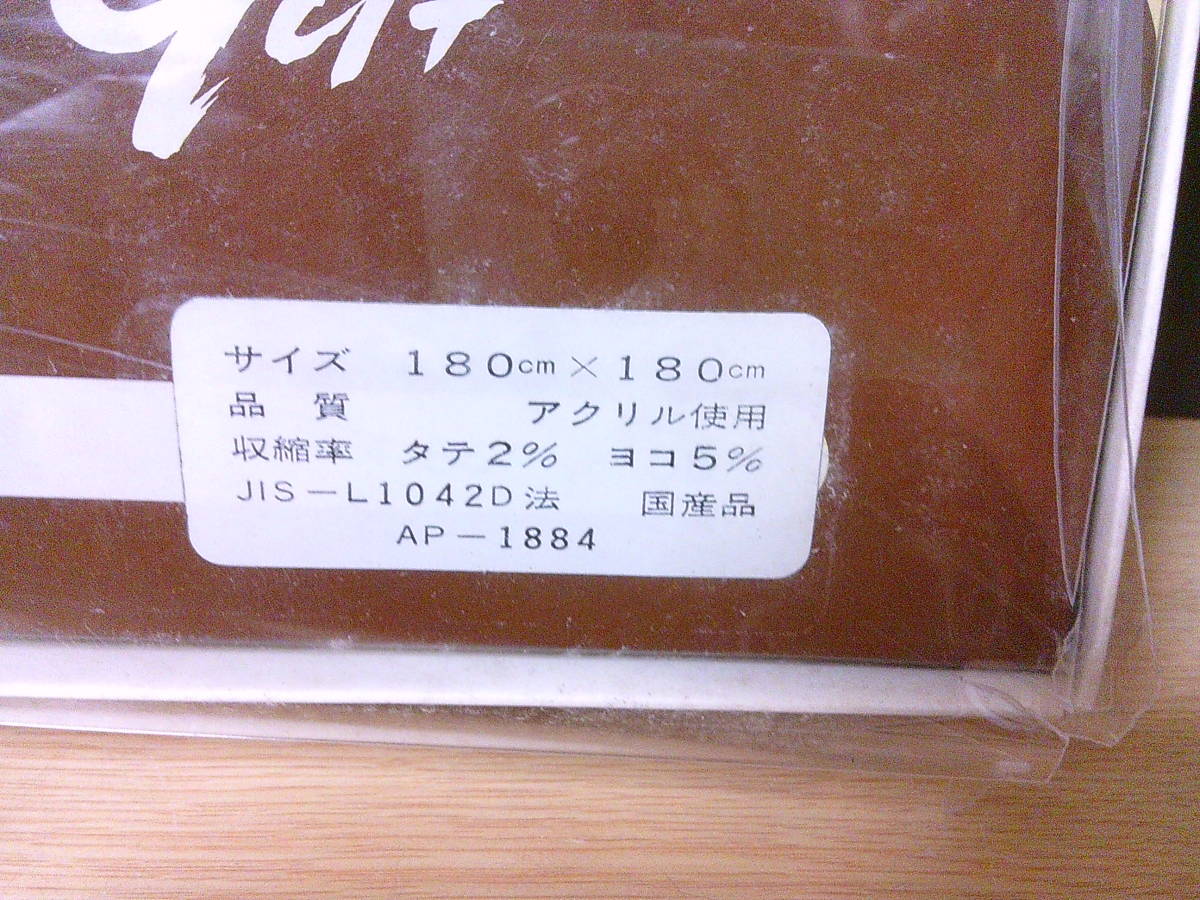 サイズ 180cm×180cm
品 質 アクリル使用
収縮率 タテ2% ヨコ5%
JIS-L1042D法 国産品
AP-1884